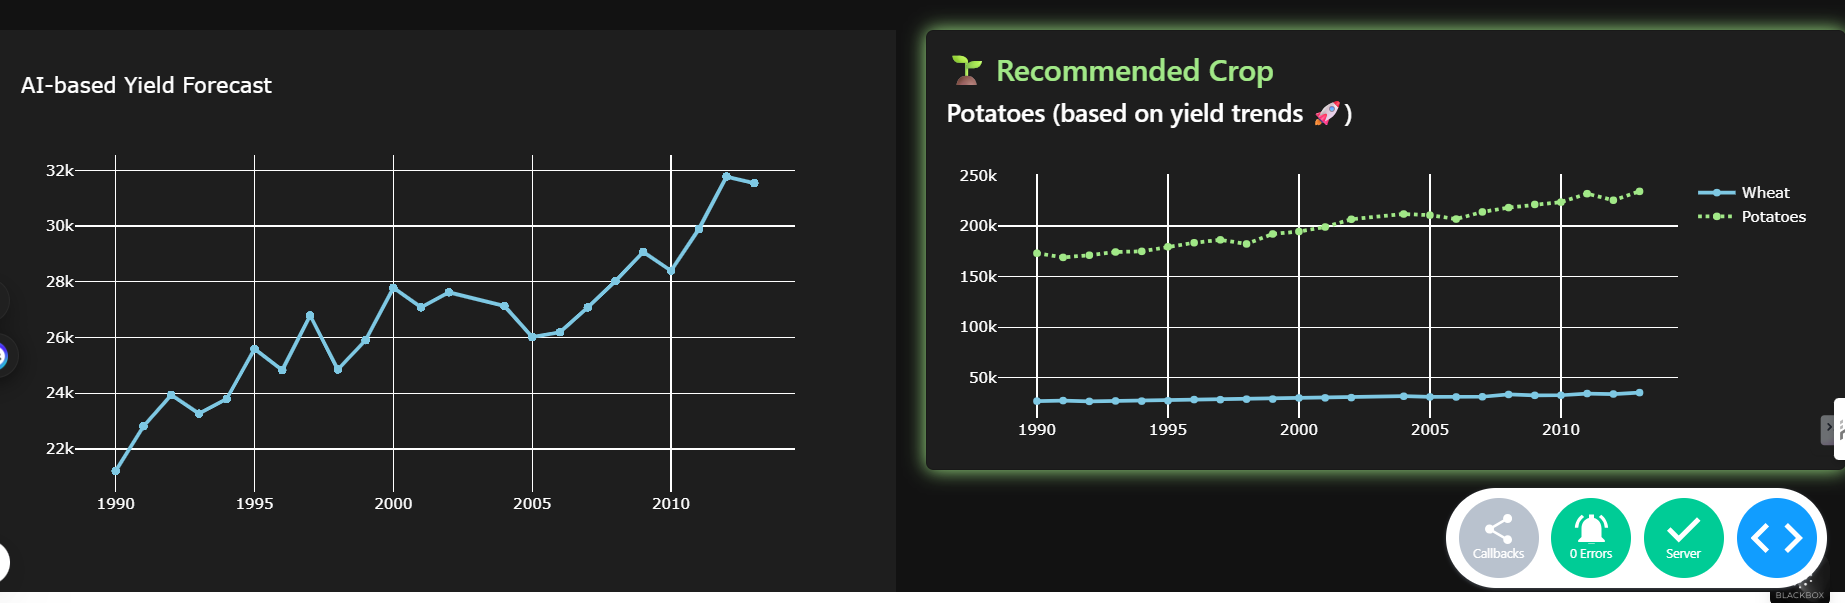 AI-based Yield Forecast
32k
30k
28k
26k
24k
22k
1990 1995 2000 2005 2010
Recommended Crop
Potatoes (based on yield trends 🚀)
250k
200k
150k
100k
50k
1990 1995 2000 2005 2010
Wheat
Potatoes
Callbacks
0 Errors
Server
BLACKBOX